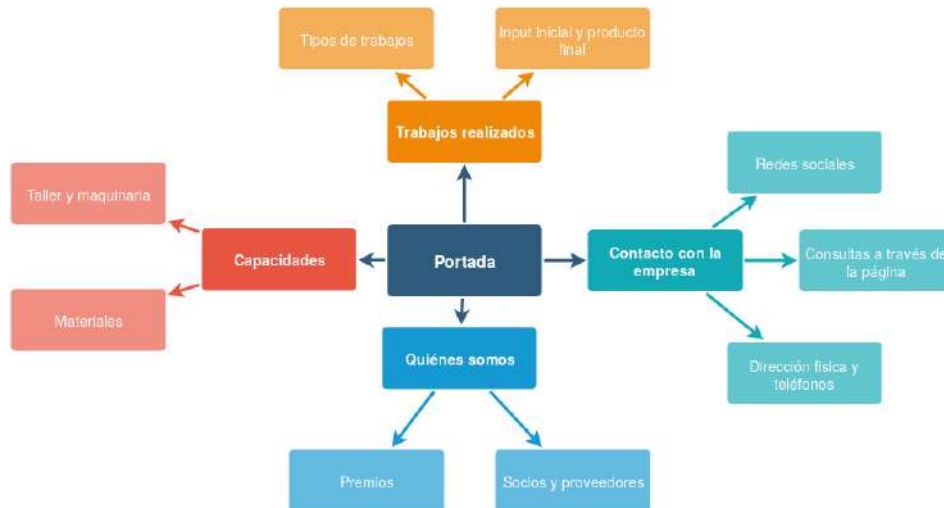 Tipos de trabajos
Input inicial y producto
final
Trabajos realizados
Redes sociales
Taller y maquinaria
Capacidades
Portada
Contacto con la
empresa
Consultas a través de
la página
Materiales
Quiénes somos
Dirección física y
teléfonos
Premios
Socios y proveedores